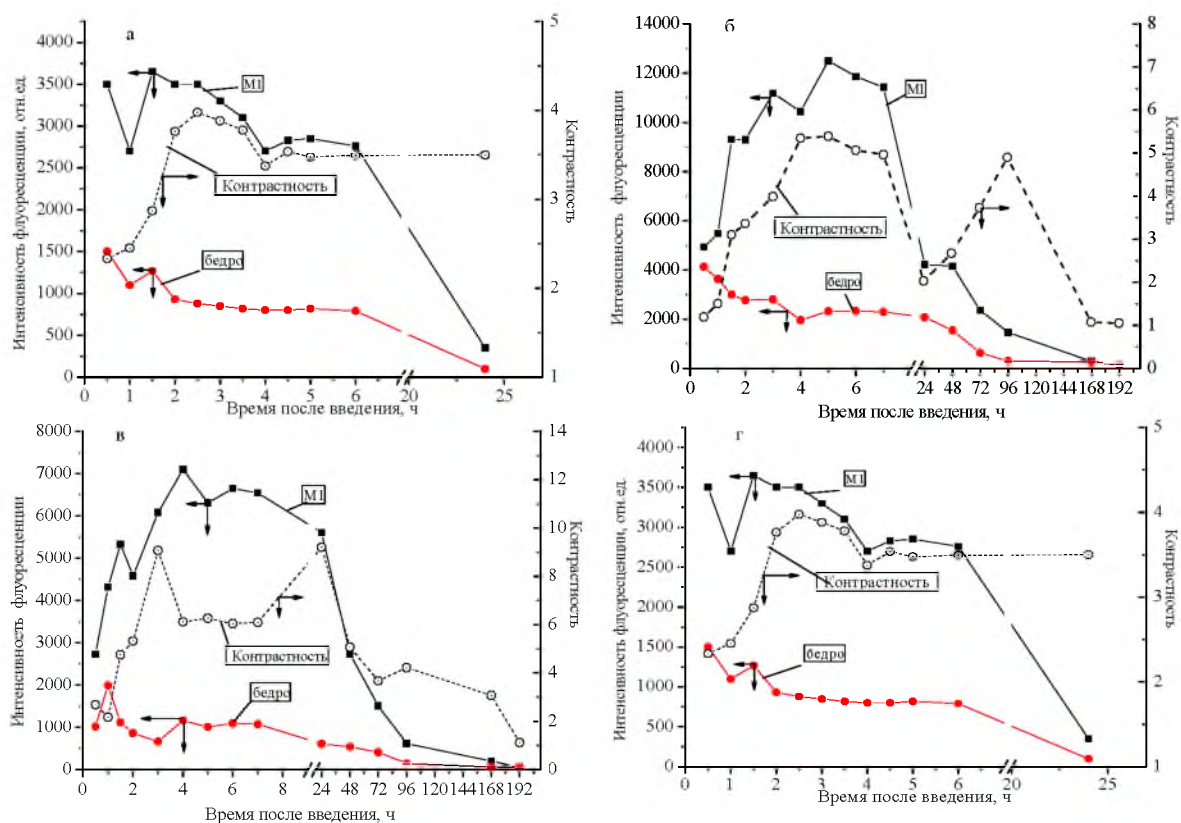 а
Интенсивность флуоресценции, отн.ед.
4000
3500
3000
2500
2000
1500
1000
500
0
М1
Контрастность
бедро
5
4
3
2
1
Контрастность
0 1 2 3 4 5 6 20 25
Время после введения, ч
б
Интенсивность флуоресценции
14000
12000
10000
8000
6000
4000
2000
0
М1
Контрастность
бедро
8
7
6
5
4
3
2
1
0
Контрастность
0 2 4 6 24 48 72 96 120 144 168 192
Время после введения, ч
в
Интенсивность флуоресценции
8000
7000
6000
5000
4000
3000
2000
1000
0
М1
Контрастность
бедро
14
12
10
8
6
4
2
0
Контрастность
0 2 4 6 8 24 48 72 96 120 144 168 192
Время после введения, ч
г
Интенсивность флуоресценции, отн.ед.
4000
3500
3000
2500
2000
1500
1000
500
0
М1
Контрастность
бедро
5
4
3
2
1
Контрастность
0 1 2 3 4 5 6 20 25
Время после введения, ч